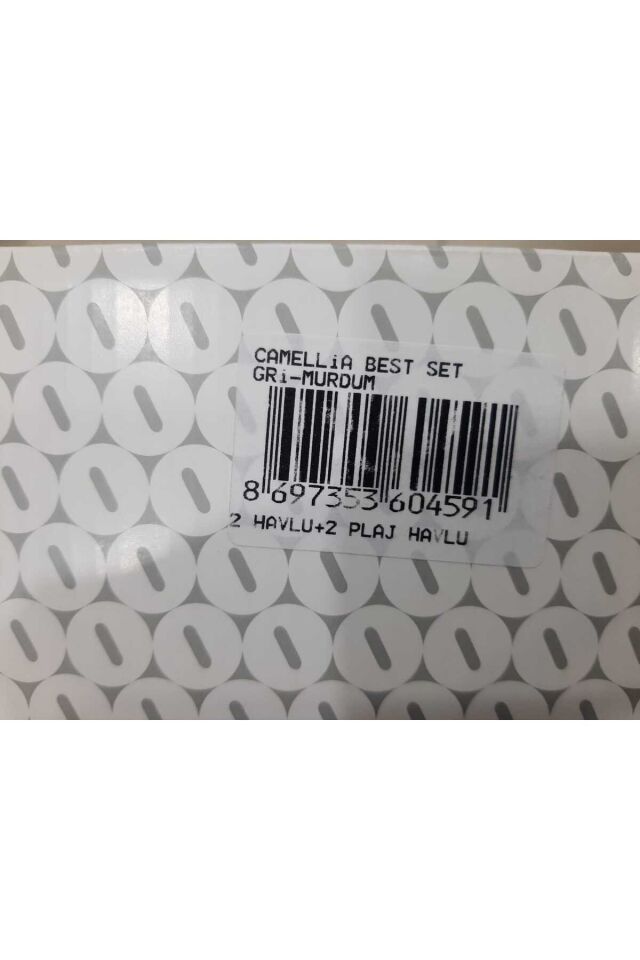 CAMELLiA BEST SET
GRi-MURDUM
8 697353 604591
2 HAVLU+2 PLAJ HAVLU